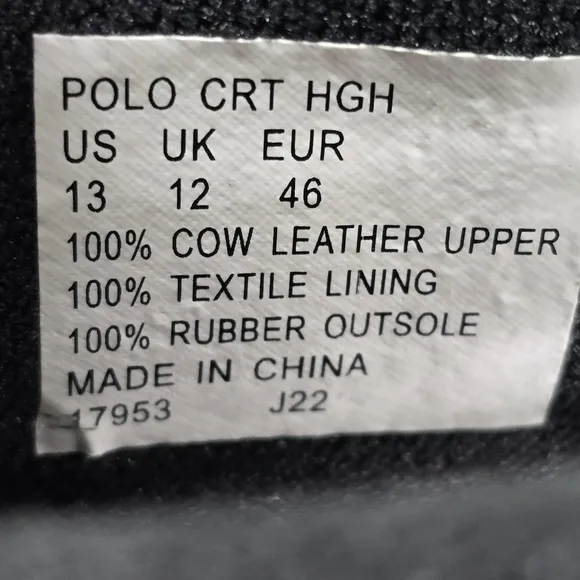 POLO CRT HGH
US UK EUR
13 12 46
100% COW LEATHER UPPER
100% TEXTILE LINING
100% RUBBER OUTSOLE
MADE IN CHINA
17953 J22